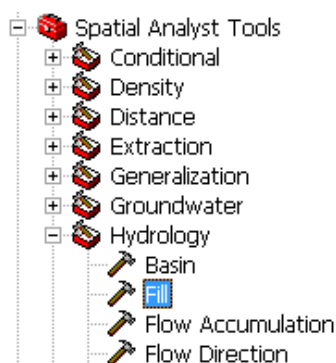 Spatial Analyst Tools
Conditional
Density
Distance
Extraction
Generalization
Groundwater
Hydrology
Basin
Fill
Flow Accumulation
Flow Direction